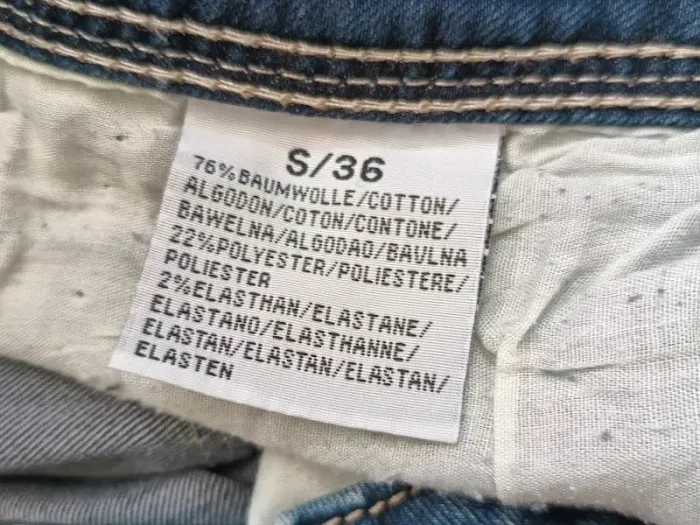 S/36
76%BAUMWOLLE/COTTON/
ALGODON/COTON/CONTONE/
BAWELNA/ALGODAO/BAVLNA
22%POLYESTER/POLIESTERE/
POLIESTER
2%ELASTHAN/ELASTANE/
ELASTANO/ELASTHANNE/
ELASTAN/ELASTAN/ELASTAN/
ELASTEN